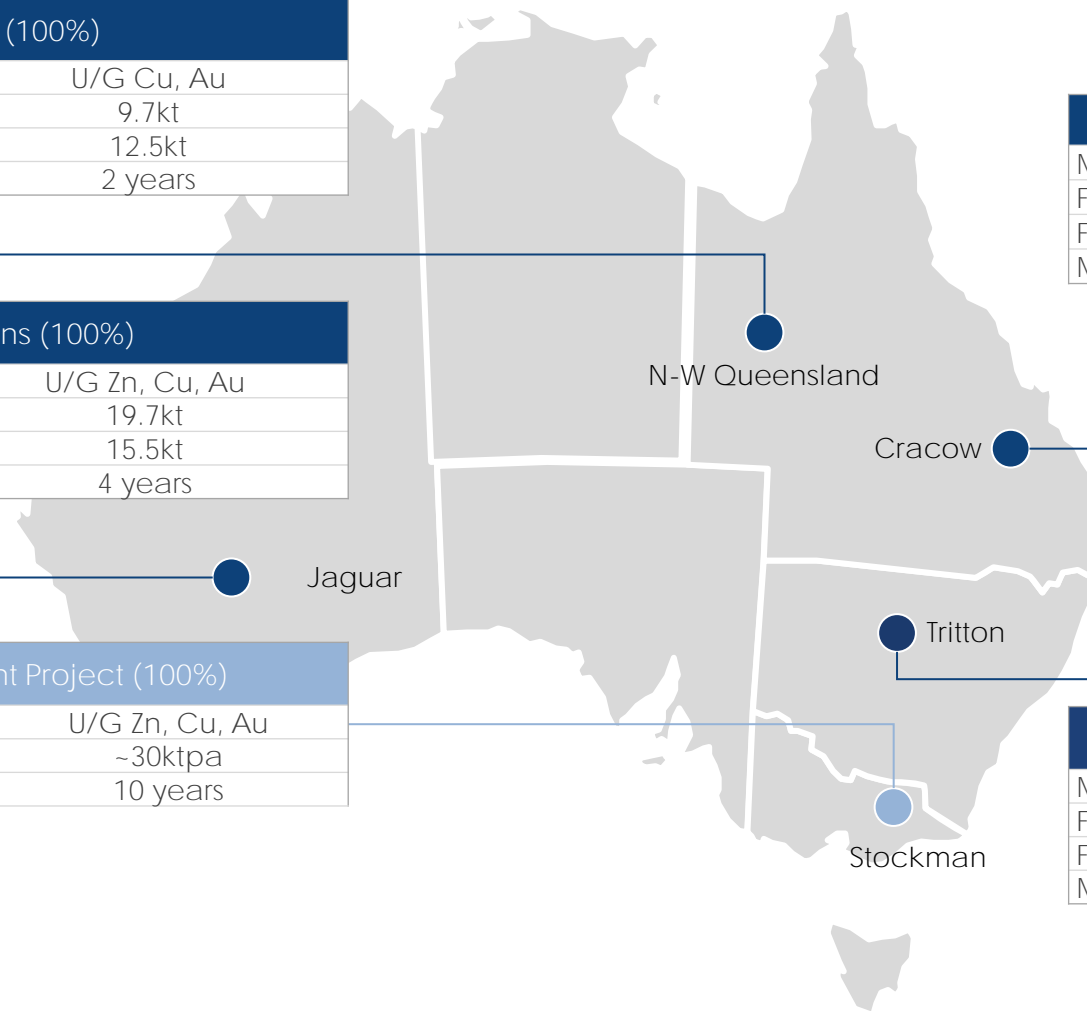 (100%)
U/G Cu, Au
9.7kt
12.5kt
2 years
N-W Queensland
Cracow
ns (100%)
U/G Zn, Cu, Au
19.7kt
15.5kt
4 years
Jaguar
Tritton
nt Project (100%)
U/G Zn, Cu, Au
~30ktpa
10 years
Stockman